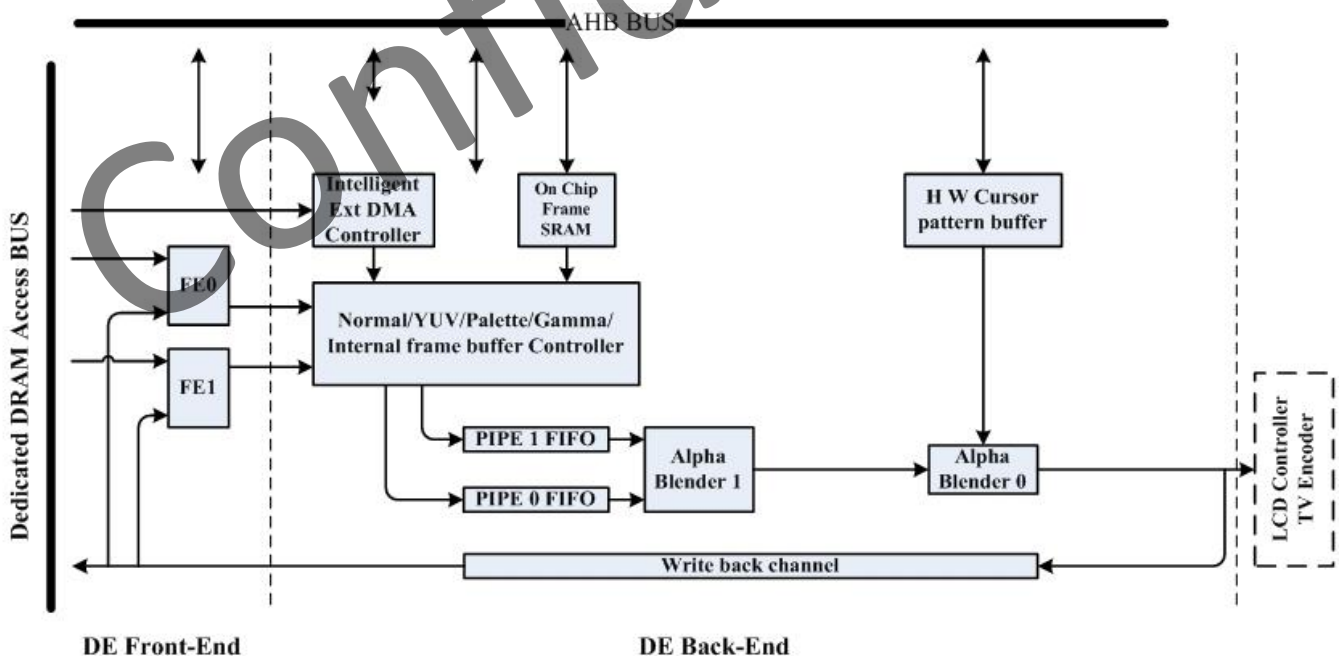 AHB BUS
Confid
Dedicated DRAM Access BUS
Intelligent
Ext DMA
Controller
On Chip
Frame
SRAM
H W Cursor
pattern buffer
FE0
Normal/YUV/Palette/Gamma/
Internal frame buffer Controller
FE1
PIPE 1 FIFO
PIPE 0 FIFO
Alpha
Blender 1
Alpha
Blender 0
LCD Controller
TV Encoder
Write back channel
DE Front-End
DE Back-End